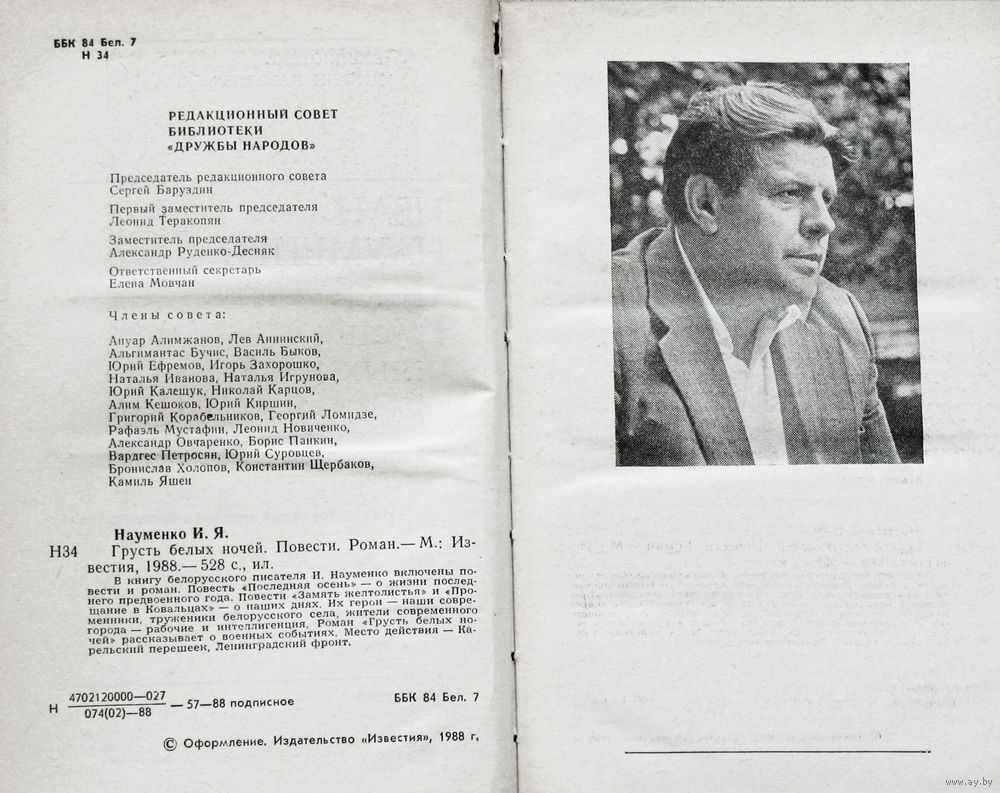 ББК 84 Бел. 7
Н 34
РЕДАКЦИОННЫЙ СОВЕТ
БИБЛИОТЕКИ
«ДРУЖБЫ НАРОДОВ»
Председатель редакционного совета
Сергей Баруздин
Первый заместитель председателя
Леонид Теракопян
Заместитель председателя
Александр Руденко-Десняк
Ответственный секретарь
Елена Мовчан
Члены совета:
Ануар Алимжанов, Лев Аннинский,
Альгимантас Бучис, Василь Быков,
Юрий Ефремов, Игорь Захорошко,
Наталья Иванова, Наталья Игрунова,
Юрий Калещук, Николай Карцов,
Алим Кешоков, Юрий Киршин,
Григорий Корабельников, Георгий Ломидзе,
Рафаэль Мустафин, Леонид Новиченко,
Александр Овчаренко, Борис Панкин,
Вардгес Петросян, Юрий Суровцев,
Бронислав Холопов, Константин Щербаков,
Камиль Яшен
Науменко И. Я.
Н34 Грусть белых ночей. Повести. Роман.— М.: Из-
вестия, 1988.— 528 с., ил.
В книгу белорусского писателя И. Науменко включены по-
вести и роман. Повесть «Последняя осень» — о жизни послед-
него предвоенного года. Повести «Замять желтолистья» и «Про-
щание в Ковальцах» — о наших днях. Их герои — наши совре-
менники, труженики белорусского села, жители современного
города — рабочие и интеллигенция. Роман «Грусть белых но-
чей» рассказывает о военных событиях. Место действия — Ка-
рельский перешеек, Ленинградский фронт.
Н 4702120000—027
074(02)—88 — 57—88 подписное
ББК 84 Бел. 7
© Оформление. Издательство «Известия», 1988 г.
www.ay.by